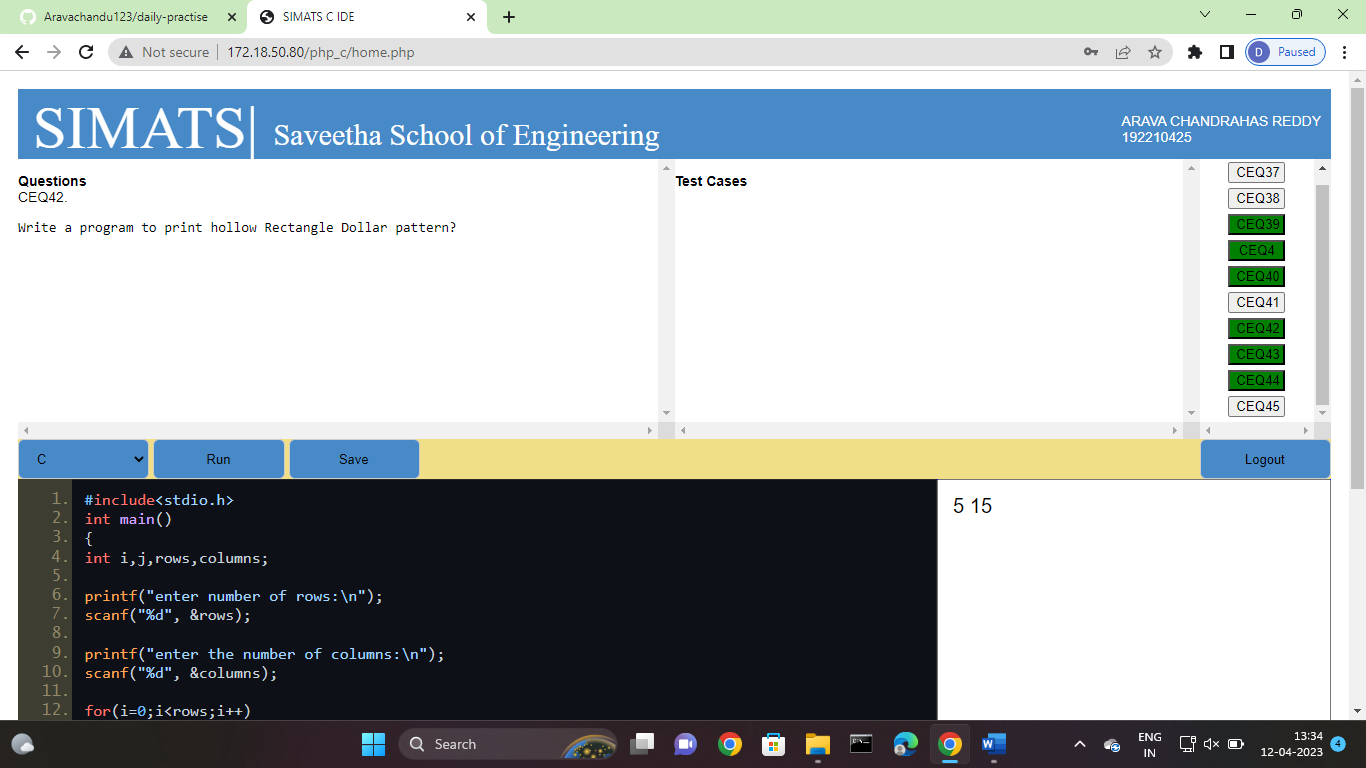 Aravachandu123/daily-practise
SIMATS C IDE
Not secure
172.18.50.80/php_c/home.php
D Paused
SIMATS| Saveetha School of Engineering
ARAVA CHANDRAHAS REDDY
192210425
Questions
CEQ42.
Write a program to print hollow Rectangle Dollar pattern?
Test Cases
CEQ37
CEQ38
CEQ39
CEQ4
CEQ40
CEQ41
CEQ42
CEQ43
CEQ44
CEQ45
C
Run
Save
Logout
1. #include<stdio.h>
2. int main()
3. {
4. int i,j,rows,columns;
5.
6. printf("enter number of rows:\n");
7. scanf("%d", &rows);
8.
9. printf("enter the number of columns:\n");
10. scanf("%d", &columns);
11.
12. for(i=0;i<rows;i++)
5 15
Search
ENG
IN
13:34
12-04-2023
4